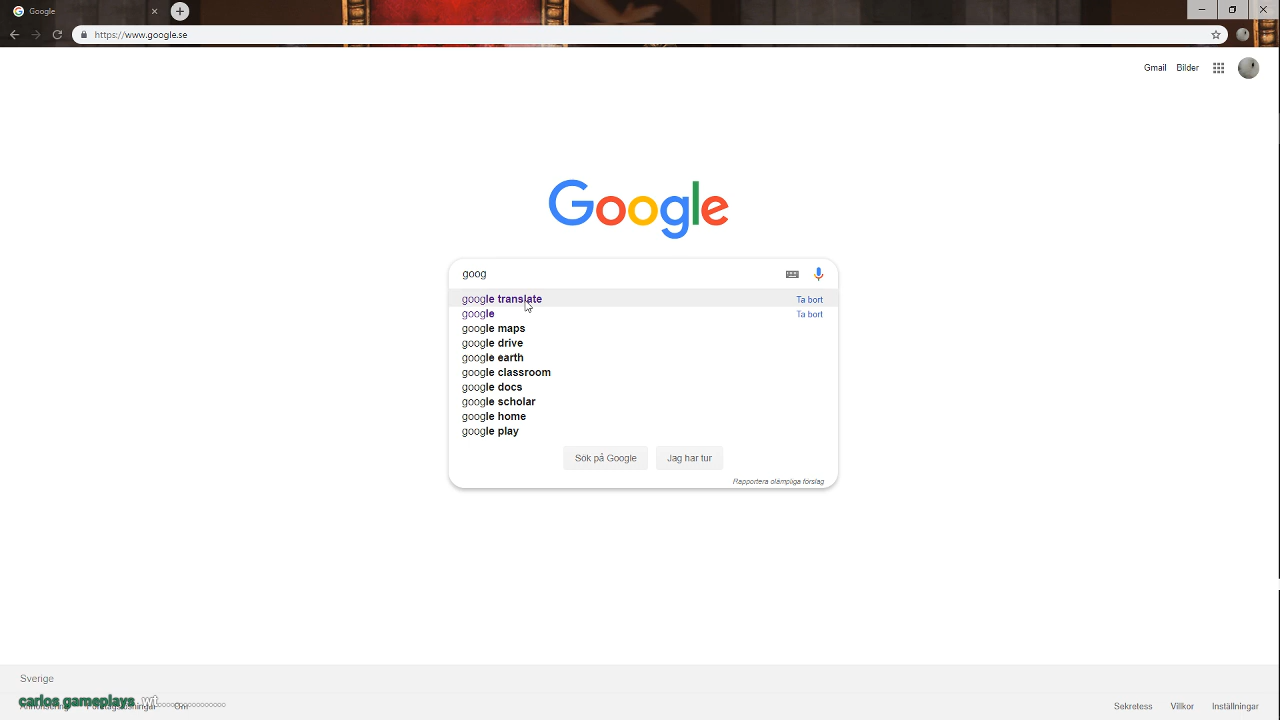 Google
https://www.google.se
Gmail Bilder
Google
goog
google translate Ta bort
google Ta bort
google maps
google drive
google earth
google classroom
google docs
google scholar
google home
google play
Sök på Google Jag har tur
Rapportera olämpliga förslag
Sverige
carlos gameplays wt
Om
Sekretess Villkor Inställningar